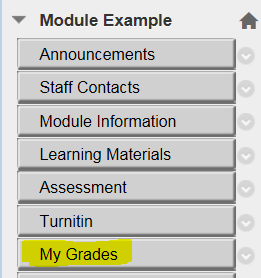 Module Example
Announcements
Staff Contacts
Module Information
Learning Materials
Assessment
Turnitin
My Grades